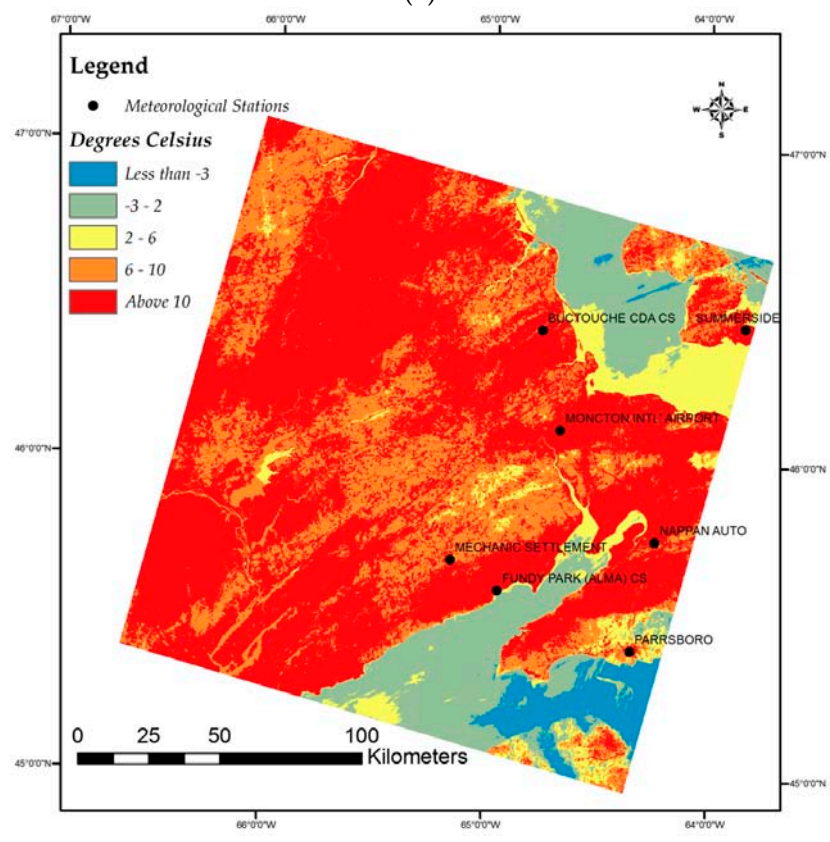 67°0'0"W 66°0'0"W 65°0'0"W 64°0'0"W
Legend
Meteorological Stations
Degrees Celsius
Less than -3
-3 - 2
2 - 6
6 - 10
Above 10
N
W E
S
47°0'0"N
47°0'0"N
BUCTOUCHE CDA CS
SUMMERSIDE
MONCTON INTL. AIRPORT
46°0'0"N
46°0'0"N
NAPPAN AUTO
MECHANIC SETTLEMENT
FUNDY PARK (ALMA) CS
PARRSBORO
0 25 50 100
Kilometers
45°0'0"N
45°0'0"N
66°0'0"W 65°0'0"W 64°0'0"W